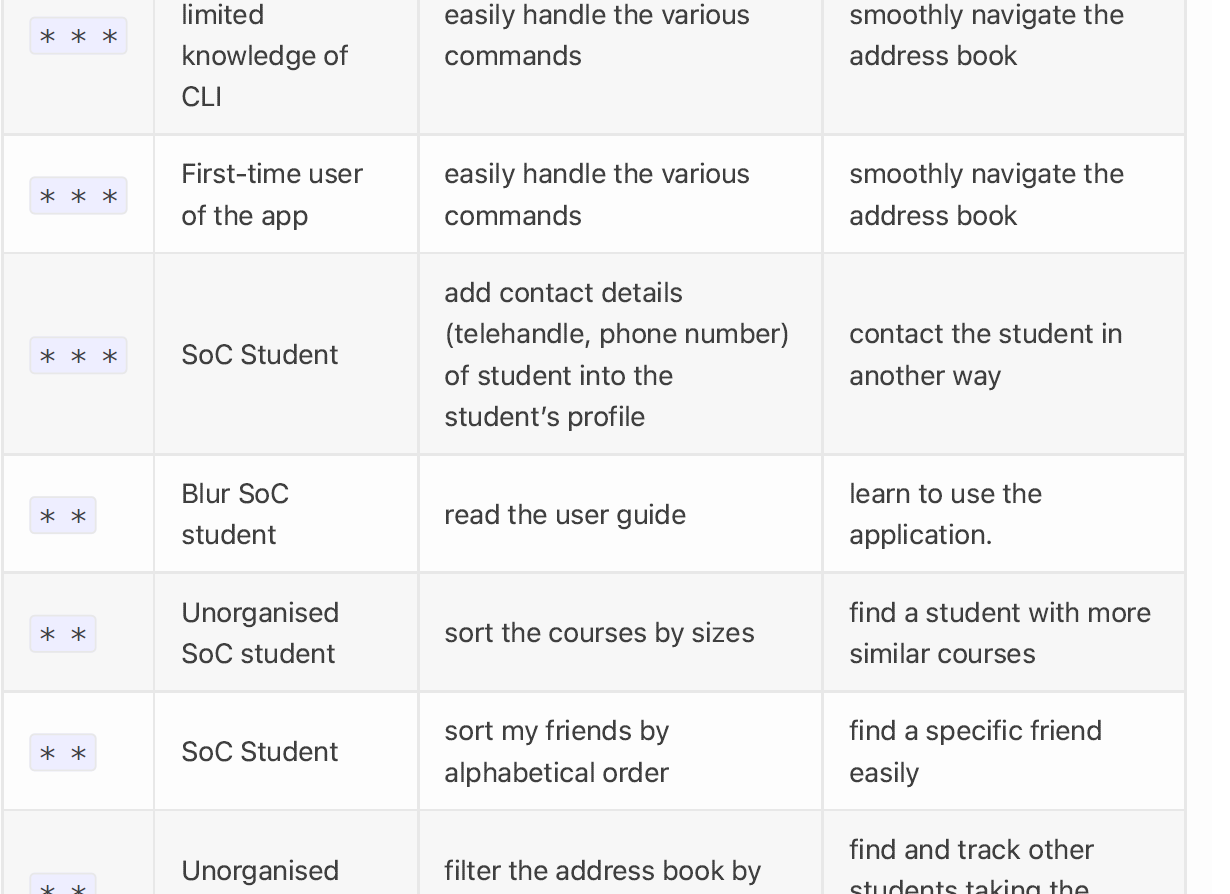 * * *
limited
knowledge of
CLI
easily handle the various
commands
smoothly navigate the
address book
* * *
First-time user
of the app
easily handle the various
commands
smoothly navigate the
address book
* * *
SoC Student
add contact details
(telehandle, phone number)
of student into the
student’s profile
contact the student in
another way
* *
Blur SoC
student
read the user guide
learn to use the
application.
* *
Unorganised
SoC student
sort the courses by sizes
find a student with more
similar courses
* *
SoC Student
sort my friends by
alphabetical order
find a specific friend
easily
* *
Unorganised
filter the address book by
find and track other
students taking the